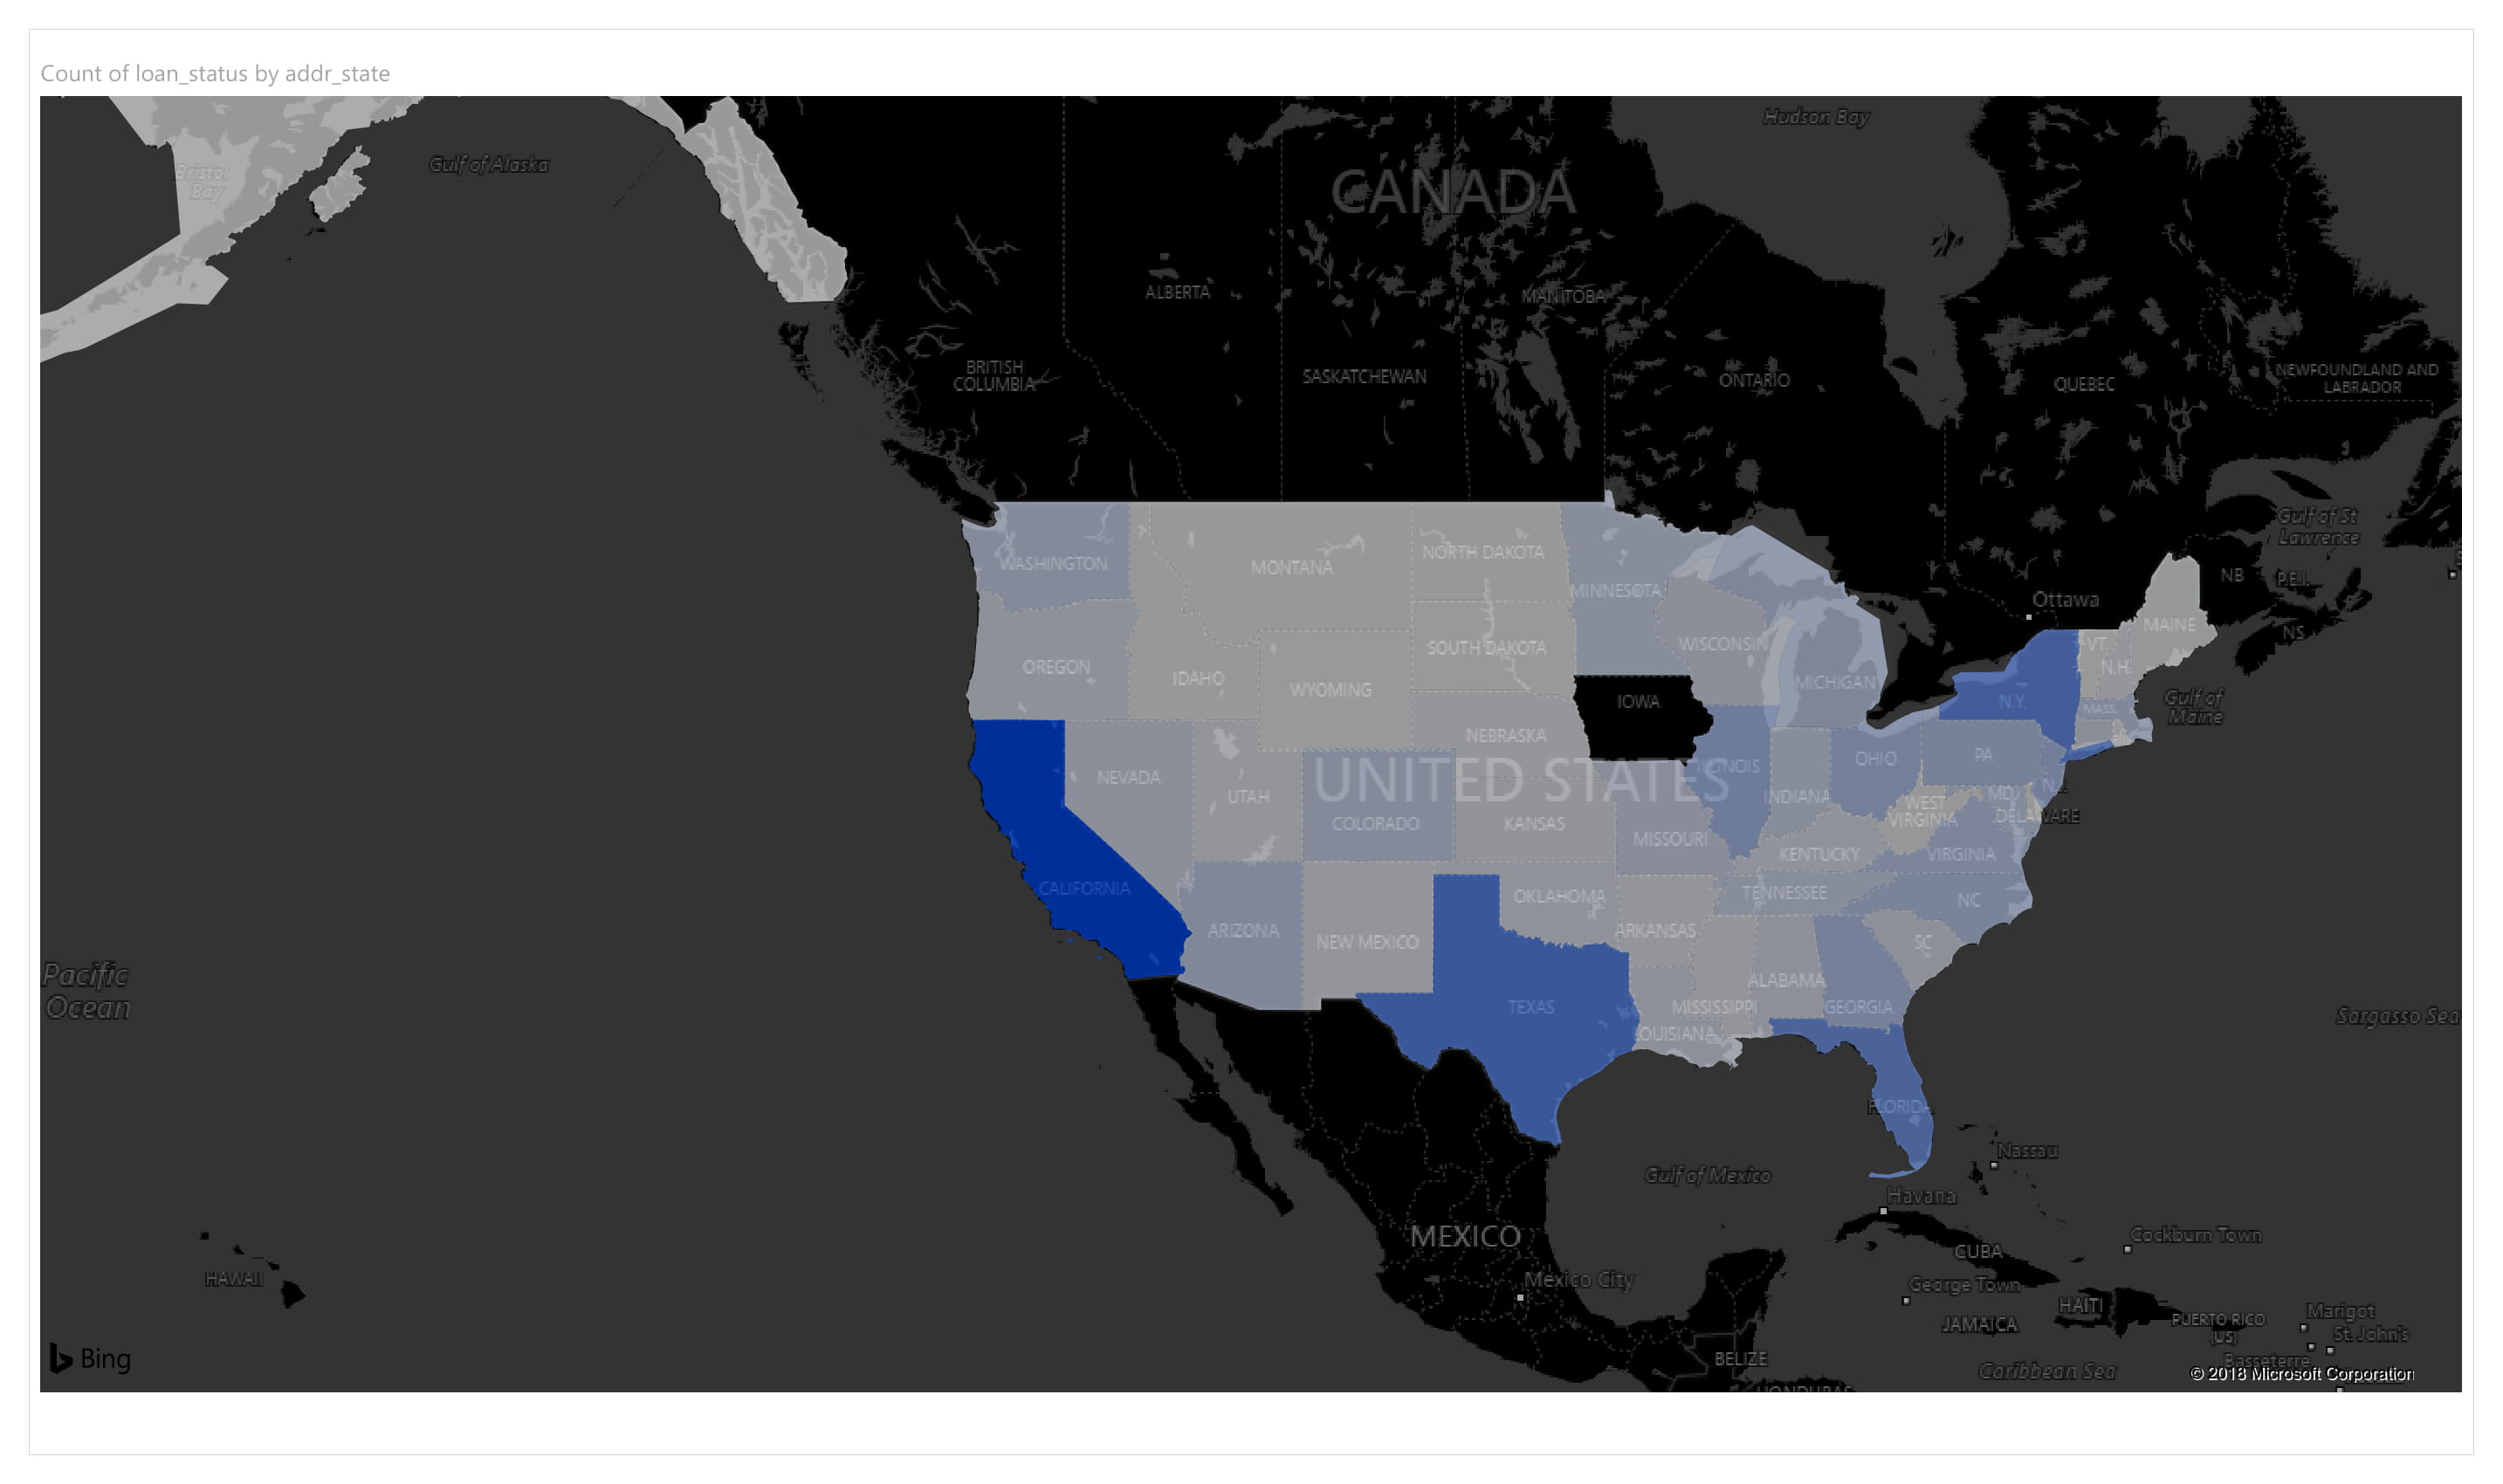 Count of loan_status by addr_state
Hudson Bay
Gulf of Alaska
Bristol
Bay
CANADA
ALBERTA
MANITOBA
BRITISH
COLUMBIA
SASKATCHEWAN
ONTARIO
QUEBEC
NEWFOUNDLAND AND
LABRADOR
Gulf of St
Lawrence
NB
P.E.I.
NS
Ottawa
WASHINGTON
MONTANA
NORTH DAKOTA
MINNESOTA
MAINE
VT.
N.H.
OREGON
IDAHO
WYOMING
SOUTH DAKOTA
WISCONSIN
MICHIGAN
IOWA
N.Y.
MASS.
Gulf of
Maine
NEBRASKA
NEVADA
UTAH
UNITED STATES
COLORADO
KANSAS
MISSOURI
INDIANA
OHIO
PA
WEST
VIRGINIA
MD.
KENTUCKY
VIRGINIA
CALIFORNIA
ARIZONA
NEW MEXICO
OKLAHOMA
ARKANSAS
TENNESSEE
NC
SC
ALABAMA
MISSISSIPPI
GEORGIA
TEXAS
Pacific
Ocean
Sargasso Sea
FLORIDA
Nassau
Gulf of Mexico
Havana
MEXICO
Mexico City
CUBA
Cockburn Town
George Town
HAWAII
JAMAICA
HAITI
PUERTO RICO
(US)
Marigot
St. John's
Basseterre
BELIZE
Caribbean Sea
Bing
© 2018 Microsoft Corporation